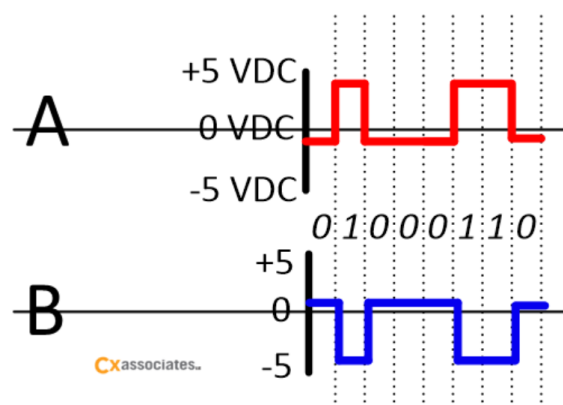 +5 VDC
A
0 VDC
-5 VDC
0 1 0 0 0 1 1 0
+5
B
0
-5
Cxassociates